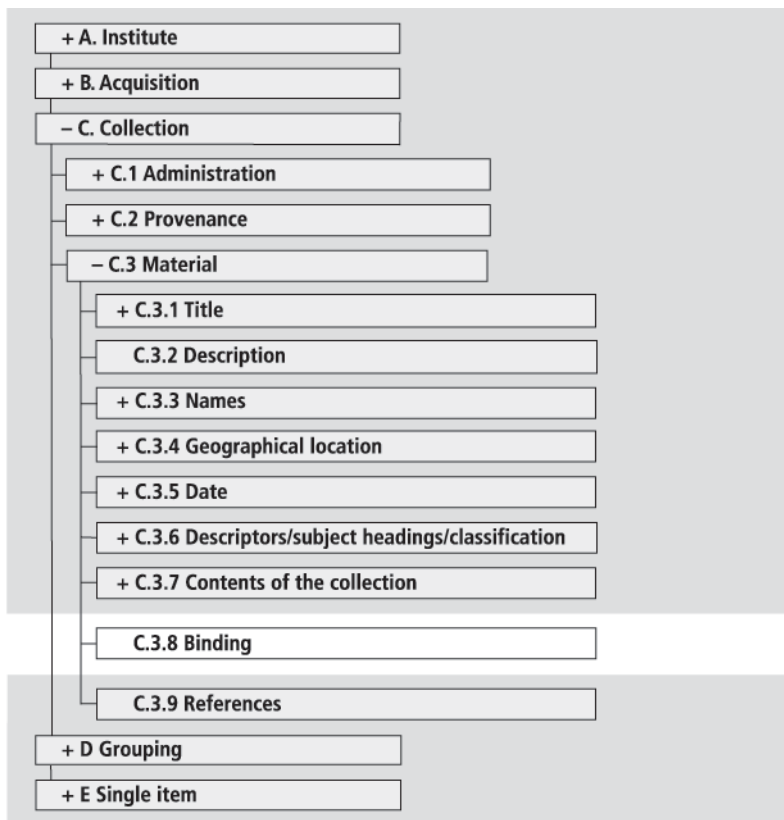 + A. Institute
+ B. Acquisition
– C. Collection
+ C.1 Administration
+ C.2 Provenance
– C.3 Material
+ C.3.1 Title
C.3.2 Description
+ C.3.3 Names
+ C.3.4 Geographical location
+ C.3.5 Date
+ C.3.6 Descriptors/subject headings/classification
+ C.3.7 Contents of the collection
C.3.8 Binding
C.3.9 References
+ D Grouping
+ E Single item